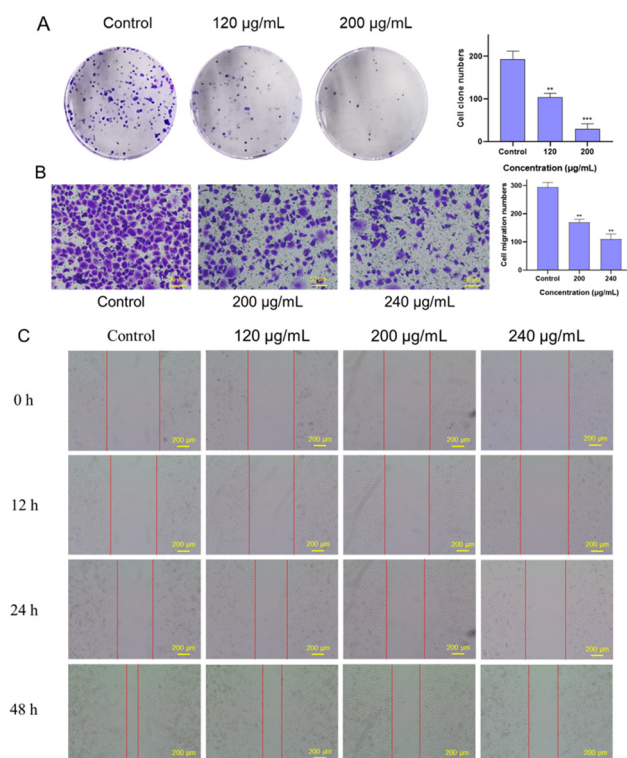 A
Control
120 µg/mL
200 µg/mL
Cell clone numbers
200
100
0
**
***
Control
120
200
Concentration (µg/mL)
B
Control
200 µg/mL
240 µg/mL
Cell migration numbers
300
200
100
0
**
**
Control
200
240
Concentration (µg/mL)
C
Control
120 µg/mL
200 µg/mL
240 µg/mL
0 h
200 µm
200 µm
200 µm
200 µm
12 h
200 µm
200 µm
200 µm
200 µm
24 h
200 µm
200 µm
200 µm
200 µm
48 h
200 µm
200 µm
200 µm
200 µm